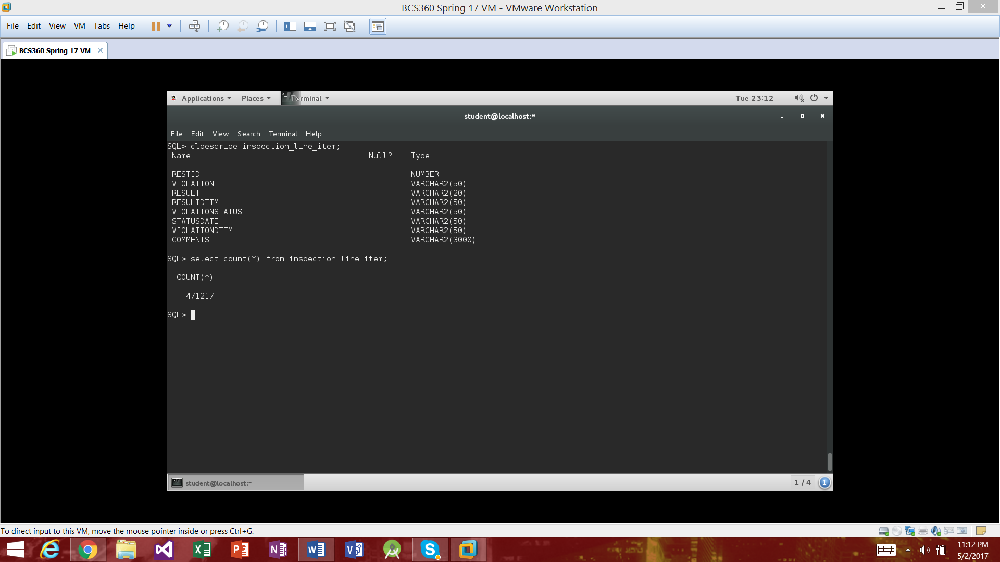 BCS360 Spring 17 VM - VMware Workstation
File Edit View VM Tabs Help
BCS360 Spring 17 VM
Applications Places Terminal Tue 23:12
student@localhost:~
File Edit View Search Terminal Help
SQL> cldescribe inspection_line_item;
Name Null? Type
----------------------------------------- -------- ----------------------------
RESTID NUMBER
VIOLATION VARCHAR2(50)
RESULT VARCHAR2(20)
RESULTDTTM VARCHAR2(50)
VIOLATIONSTATUS VARCHAR2(50)
STATUSDATE VARCHAR2(50)
VIOLATIONDTTM VARCHAR2(50)
COMMENTS VARCHAR2(3000)
SQL> select count(*) from inspection_line_item;
COUNT(*)
----------
471217
SQL>
student@localhost:~ 1 / 4 1
To direct input to this VM, move the mouse pointer inside or press Ctrl+G.
11:12 PM
5/2/2017